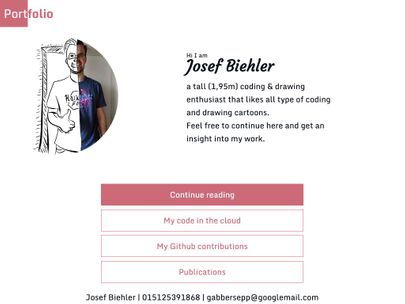 Portfolio
Hi I am
Josef Biehler
a tall (1,95m) coding & drawing
enthusiast that likes all type of coding
and drawing cartoons.
Feel free to continue here and get an
insight into my work.
Continue reading
My code in the cloud
My Github contributions
Publications
Josef Biehler | 015125391868 | gabbersepp@googlemail.com